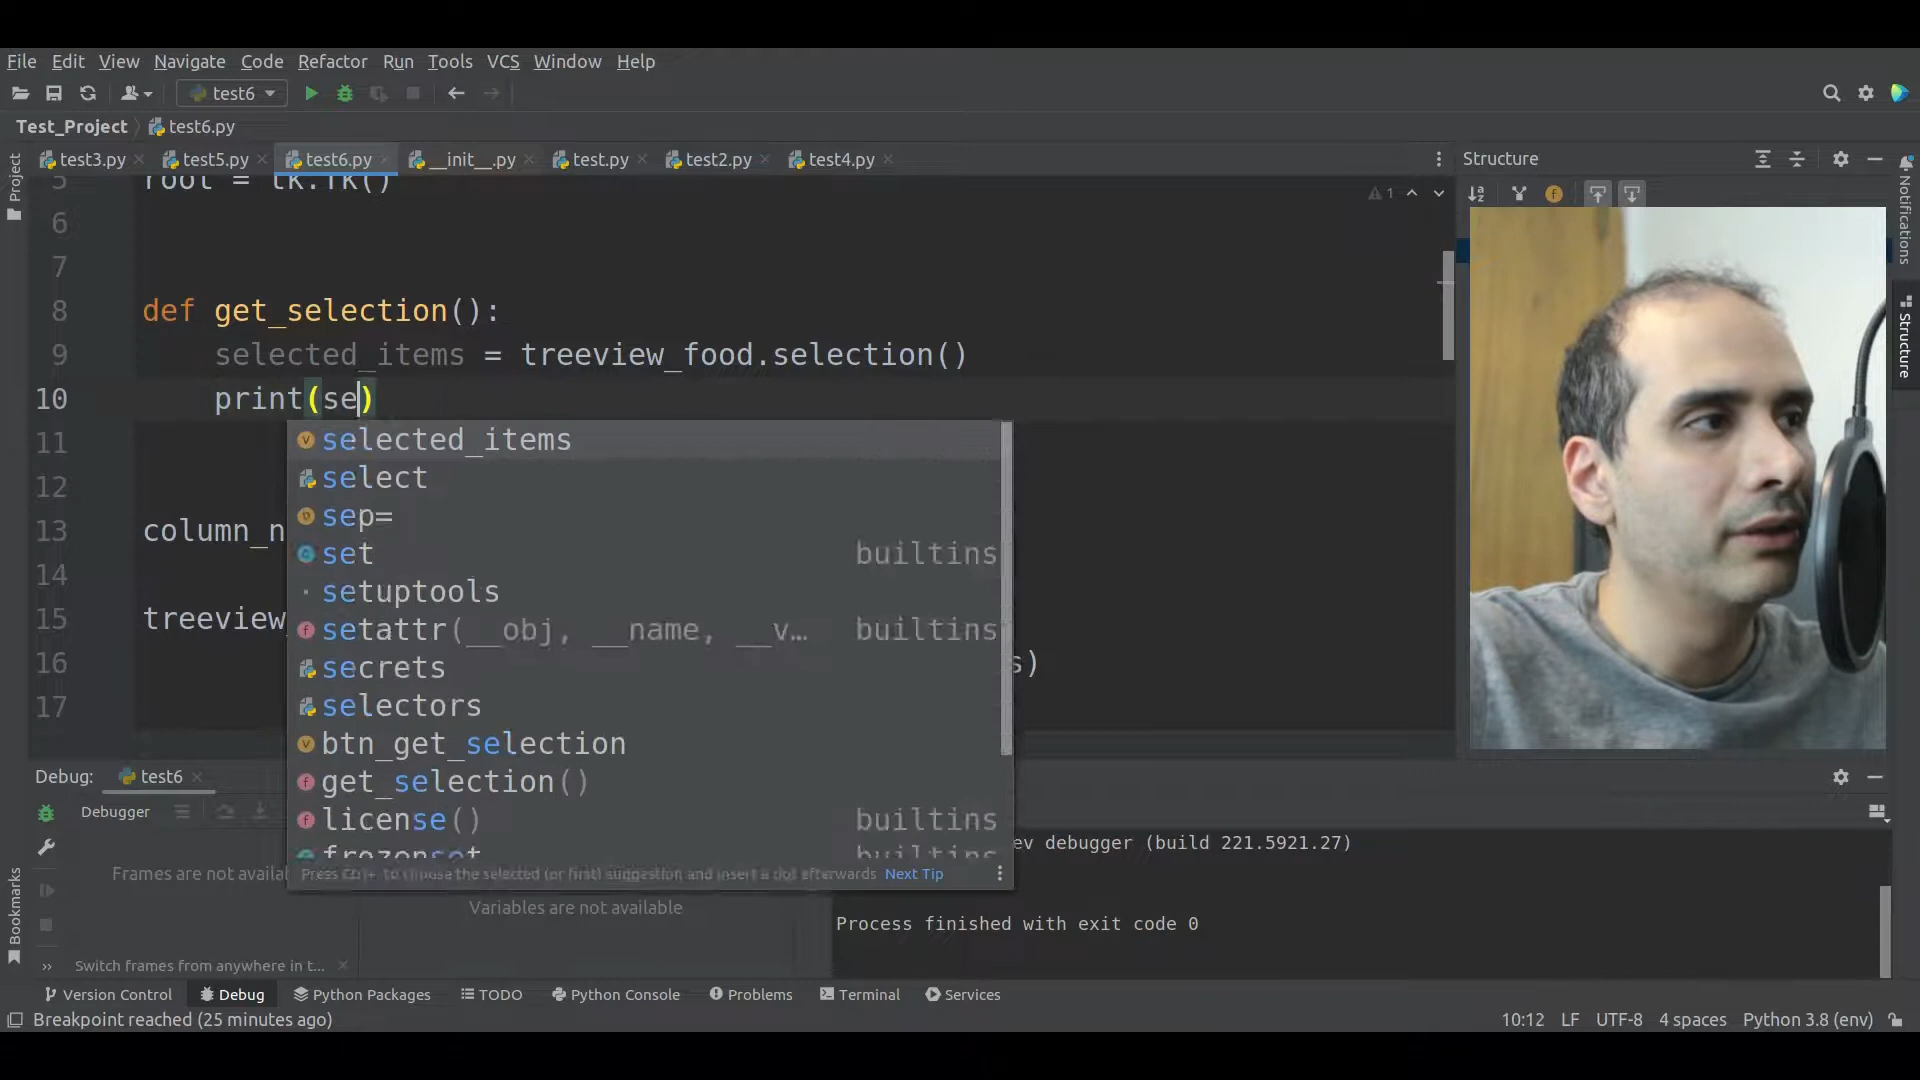 File Edit View Navigate Code Refactor Run Tools VCS Window Help
test6
Test_Project test6.py
test3.py test5.py test6.py __init__.py test.py test2.py test4.py
Structure
Project
Notifications
Structure
1
5 root = tk.Tk()
6
7
8 def get_selection():
9 selected_items = treeview_food.selection()
10 print(se)
11
12
13 column_n
14
15 treeview_
16 s)
17
selected_items
select
sep=
set builtins
setuptools
setattr(__obj, __name, __v… builtins
secrets
selectors
btn_get_selection
get_selection()
license() builtins
frozenset builtins
Press Ctrl+. to choose the selected (or first) suggestion and insert a dot afterwards Next Tip
Debug: test6
Debugger
Frames are not availa
Variables are not available
Switch frames from anywhere in t...
ev debugger (build 221.5921.27)
Process finished with exit code 0
Bookmarks
Version Control Debug Python Packages TODO Python Console Problems Terminal Services
Breakpoint reached (25 minutes ago) 10:12 LF UTF-8 4 spaces Python 3.8 (env)